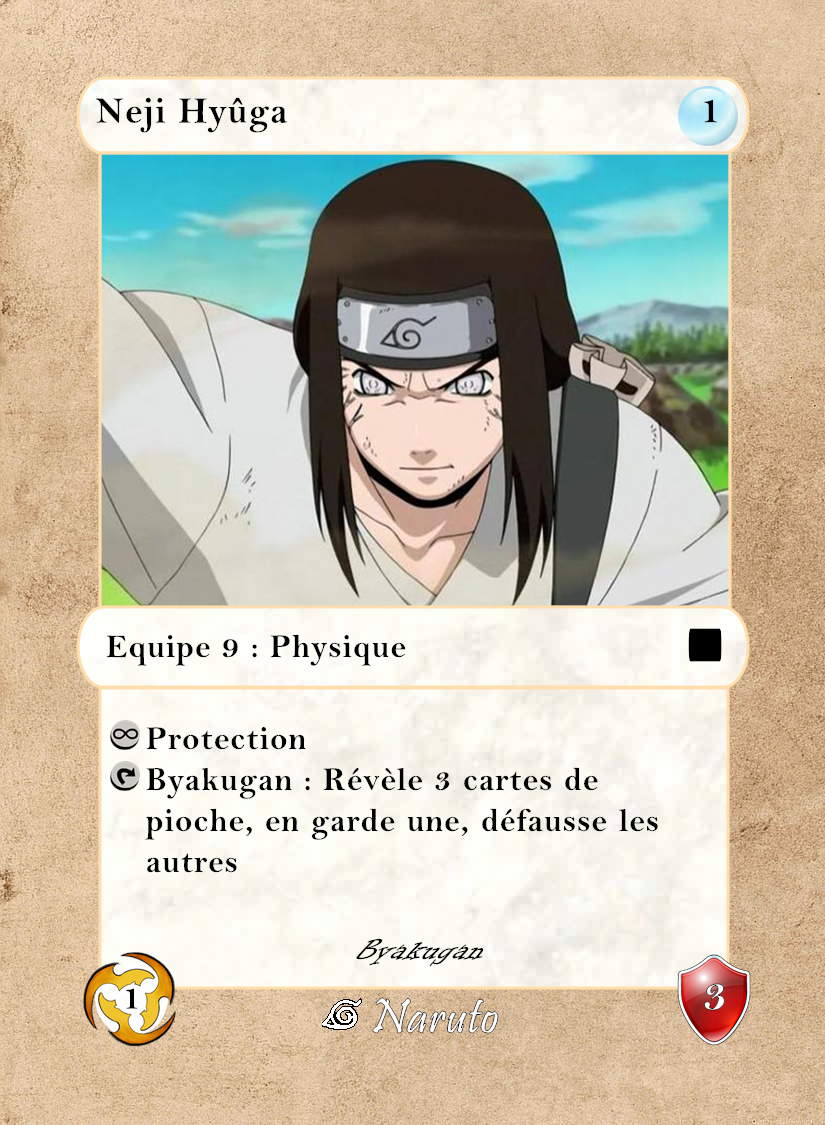 Neji Hyûga
1
Equipe 9 : Physique
Protection
Byakugan : Révèle 3 cartes de
pioche, en garde une, défausse les
autres
Byakugan
1
Naruto
3